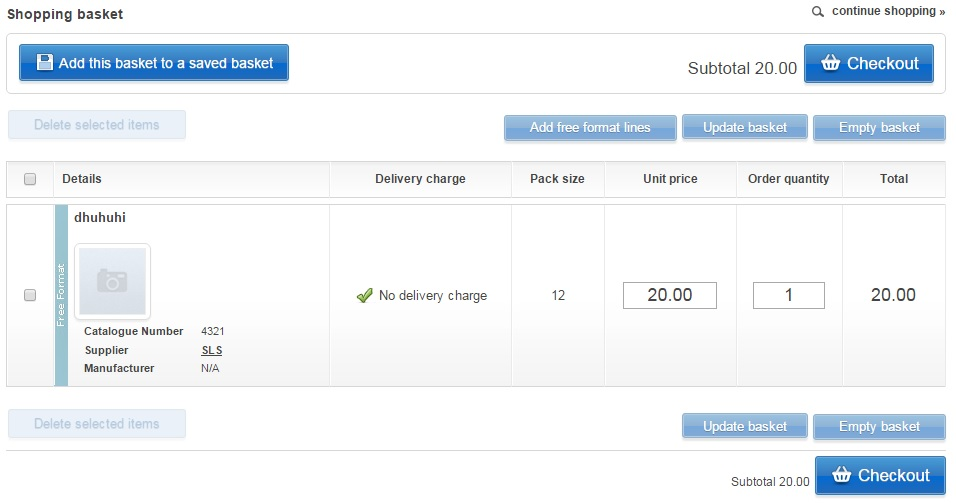 Shopping basket
continue shopping »
Add this basket to a saved basket
Subtotal 20.00
Checkout
Delete selected items
Add free format lines
Update basket
Empty basket
Details
Delivery charge
Pack size
Unit price
Order quantity
Total
Free Format
dhuhuhi
No delivery charge
12
20.00
1
20.00
Catalogue Number 4321
Supplier SLS
Manufacturer N/A
Delete selected items
Update basket
Empty basket
Subtotal 20.00
Checkout